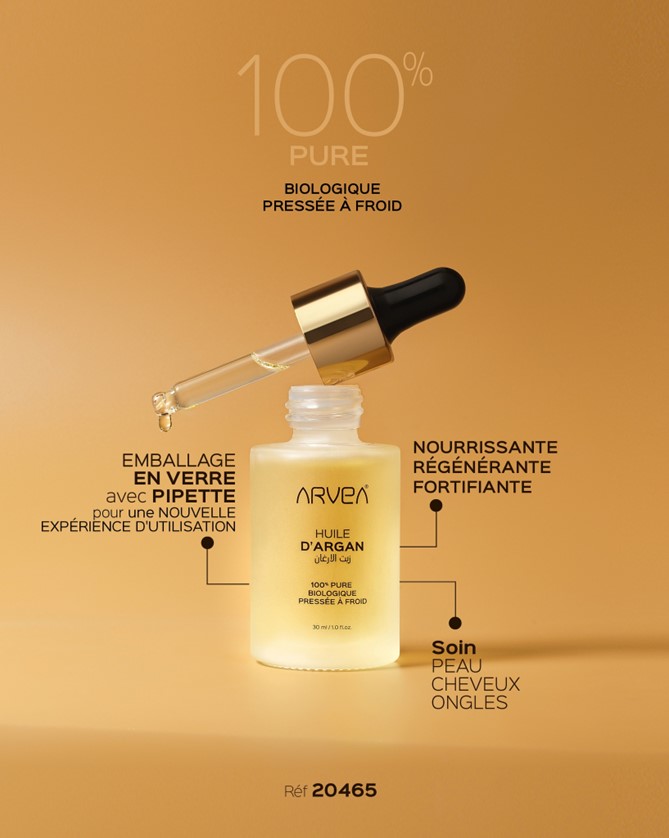 100%
PURE
BIOLOGIQUE
PRESSÉE À FROID
EMBALLAGE
EN VERRE
avec PIPETTE
pour une NOUVELLE
EXPÉRIENCE D'UTILISATION
NOURRISSANTE
RÉGÉNÉRANTE
FORTIFIANTE
ARVEA®
HUILE
D'ARGAN
زيت الارغان
100% PURE
BIOLOGIQUE
PRESSÉE À FROID
30 ml / 1.0 fl.oz.
Soin
PEAU
CHEVEUX
ONGLES
Réf 20465